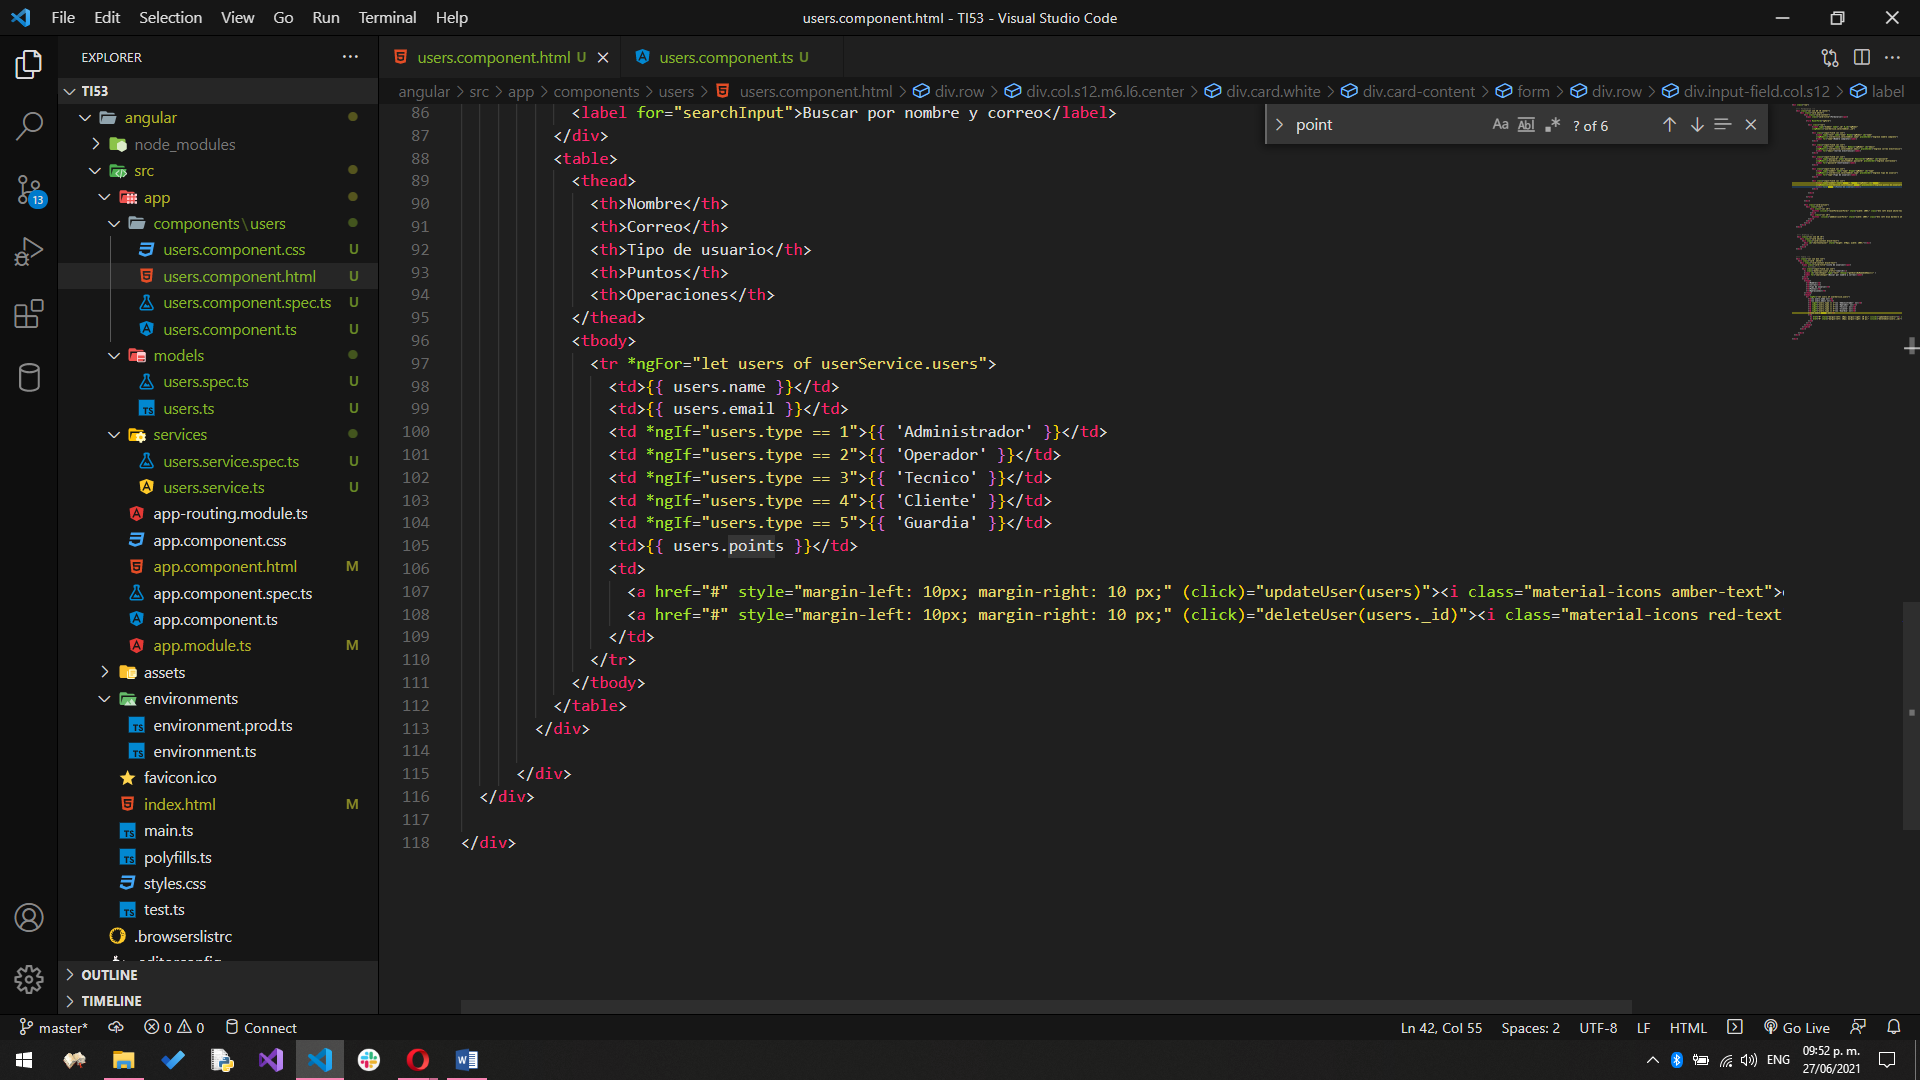 File Edit Selection View Go Run Terminal Help
users.component.html - TI53 - Visual Studio Code
EXPLORER
TI53
angular
node_modules
src
app
components\users
users.component.css U
users.component.html U
users.component.spec.ts U
users.component.ts U
models
users.spec.ts U
users.ts U
services
users.service.spec.ts U
users.service.ts U
app-routing.module.ts
app.component.css
app.component.html M
app.component.spec.ts
app.component.ts
app.module.ts M
assets
environments
environment.prod.ts
environment.ts
favicon.ico
index.html M
main.ts
polyfills.ts
styles.css
test.ts
.browserslistrc
OUTLINE
TIMELINE
13
users.component.html U
users.component.ts U
angular > src > app > components > users > users.component.html > div.row > div.col.s12.m6.l6.center > div.card.white > div.card-content > form > div.row > div.input-field.col.s12 > label
point Aa Ab| .* ? of 6
86 <label for="searchInput">Buscar por nombre y correo</label>
87 </div>
88 <table>
89 <thead>
90 <th>Nombre</th>
91 <th>Correo</th>
92 <th>Tipo de usuario</th>
93 <th>Puntos</th>
94 <th>Operaciones</th>
95 </thead>
96 <tbody>
97 <tr *ngFor="let users of userService.users">
98 <td>{{ users.name }}</td>
99 <td>{{ users.email }}</td>
100 <td *ngIf="users.type == 1">{{ 'Administrador' }}</td>
101 <td *ngIf="users.type == 2">{{ 'Operador' }}</td>
102 <td *ngIf="users.type == 3">{{ 'Tecnico' }}</td>
103 <td *ngIf="users.type == 4">{{ 'Cliente' }}</td>
104 <td *ngIf="users.type == 5">{{ 'Guardia' }}</td>
105 <td>{{ users.points }}</td>
106 <td>
107 <a href="#" style="margin-left: 10px; margin-right: 10 px;" (click)="updateUser(users)"><i class="material-icons amber-text">
108 <a href="#" style="margin-left: 10px; margin-right: 10 px;" (click)="deleteUser(users._id)"><i class="material-icons red-text
109 </td>
110 </tr>
111 </tbody>
112 </table>
113 </div>
114
115 </div>
116 </div>
117
118 </div>
master* 0 0 Connect
Ln 42, Col 55 Spaces: 2 UTF-8 LF HTML Go Live
ENG
09:52 p. m.
27/06/2021